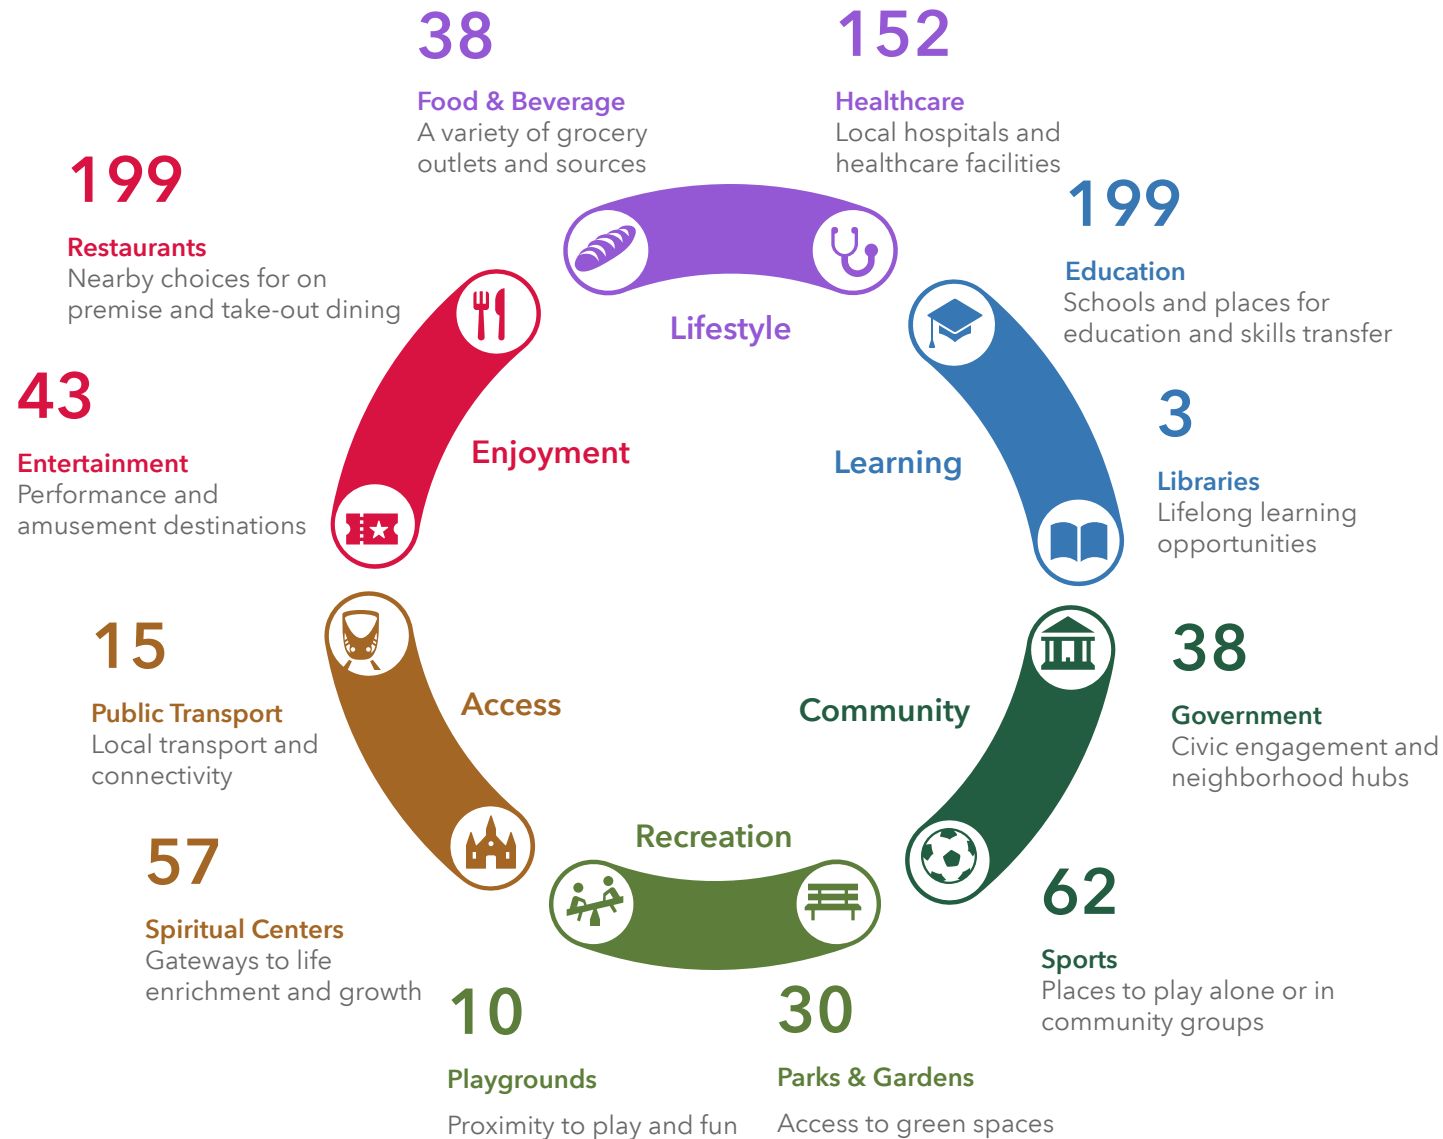 38
Food & Beverage
A variety of grocery
outlets and sources
152
Healthcare
Local hospitals and
healthcare facilities
199
Restaurants
Nearby choices for on
premise and take-out dining
199
Education
Schools and places for
education and skills transfer
Lifestyle
43
Entertainment
Performance and
amusement destinations
Enjoyment
Learning
3
Libraries
Lifelong learning
opportunities
15
Public Transport
Local transport and
connectivity
Access
Community
38
Government
Civic engagement and
neighborhood hubs
57
Spiritual Centers
Gateways to life
enrichment and growth
Recreation
62
Sports
Places to play alone or in
community groups
10
Playgrounds
Proximity to play and fun
30
Parks & Gardens
Access to green spaces